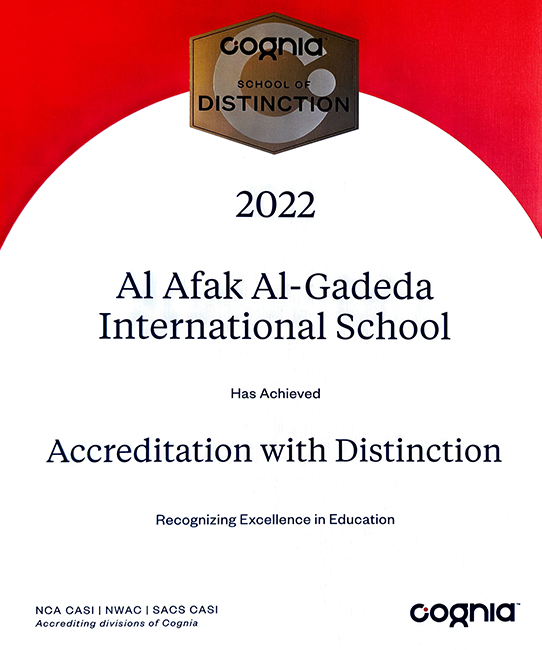 cognia
SCHOOL OF
DISTINCTION
2022
Al Afak Al-Gadeda
International School
Has Achieved
Accreditation with Distinction
Recognizing Excellence in Education
NCA CASI | NWAC | SACS CASI
Accrediting divisions of Cognia
cognia™